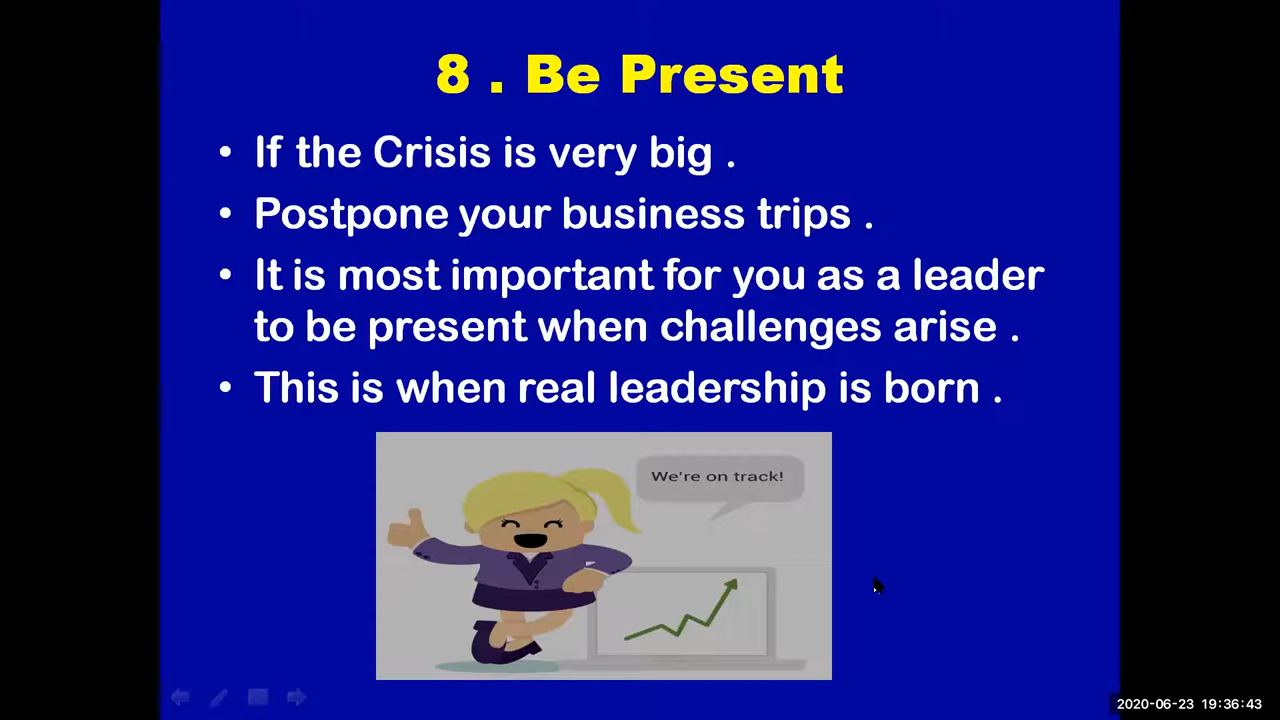 8 . Be Present
• If the Crisis is very big .
• Postpone your business trips .
• It is most important for you as a leader
to be present when challenges arise .
• This is when real leadership is born .
We're on track!
2020-06-23 19:36:43